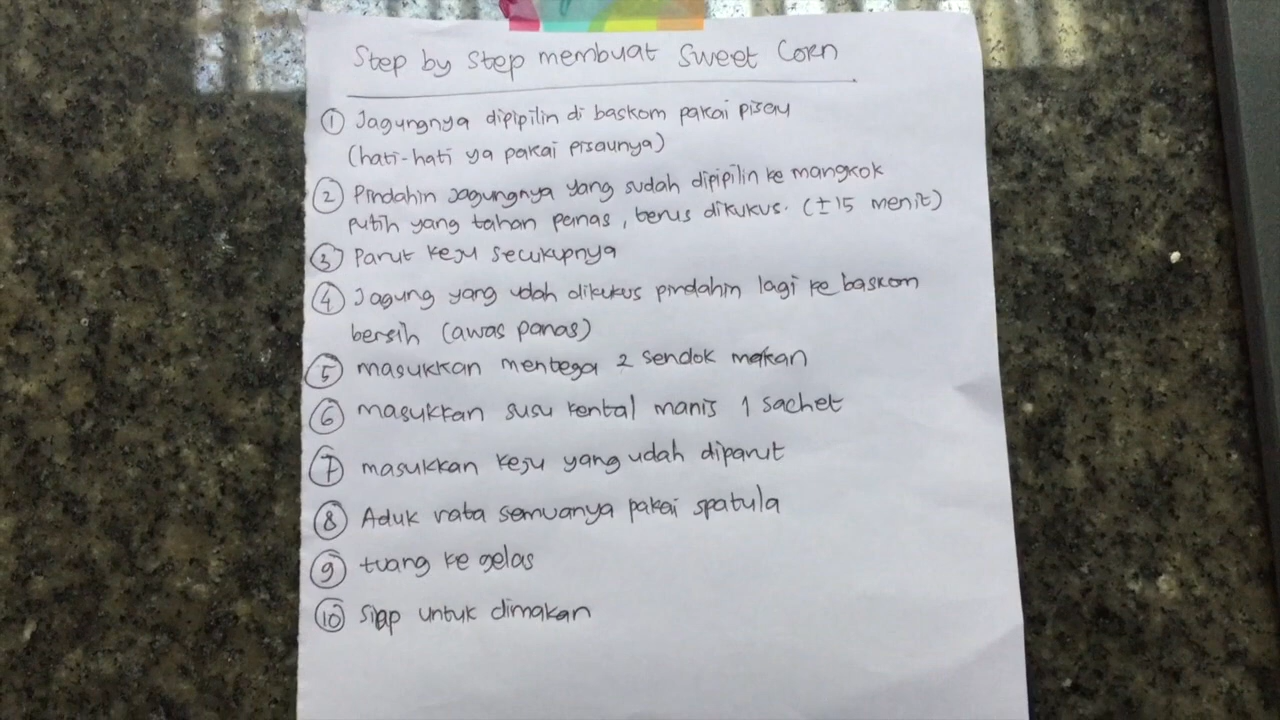 Step by Step membuat Sweet Corn
① Jagungnya dipipilin di baskom pakai pisau
(hati-hati ya pakai pisaunya)
② Pindahin Jagungnya yang sudah dipipilin ke mangkok
putih yang tahan panas, terus dikukus. (±15 menit)
③ Parut keju secukupnya
④ Jagung yang udah dikukus pindahin lagi ke baskom
bersih (awas panas)
⑤ masukkan mentega 2 sendok makan
⑥ masukkan susu kental manis 1 sachet
⑦ masukkan keju yang udah diparut
⑧ Aduk rata semuanya pakai spatula
⑨ tuang ke gelas
⑩ Siap untuk dimakan